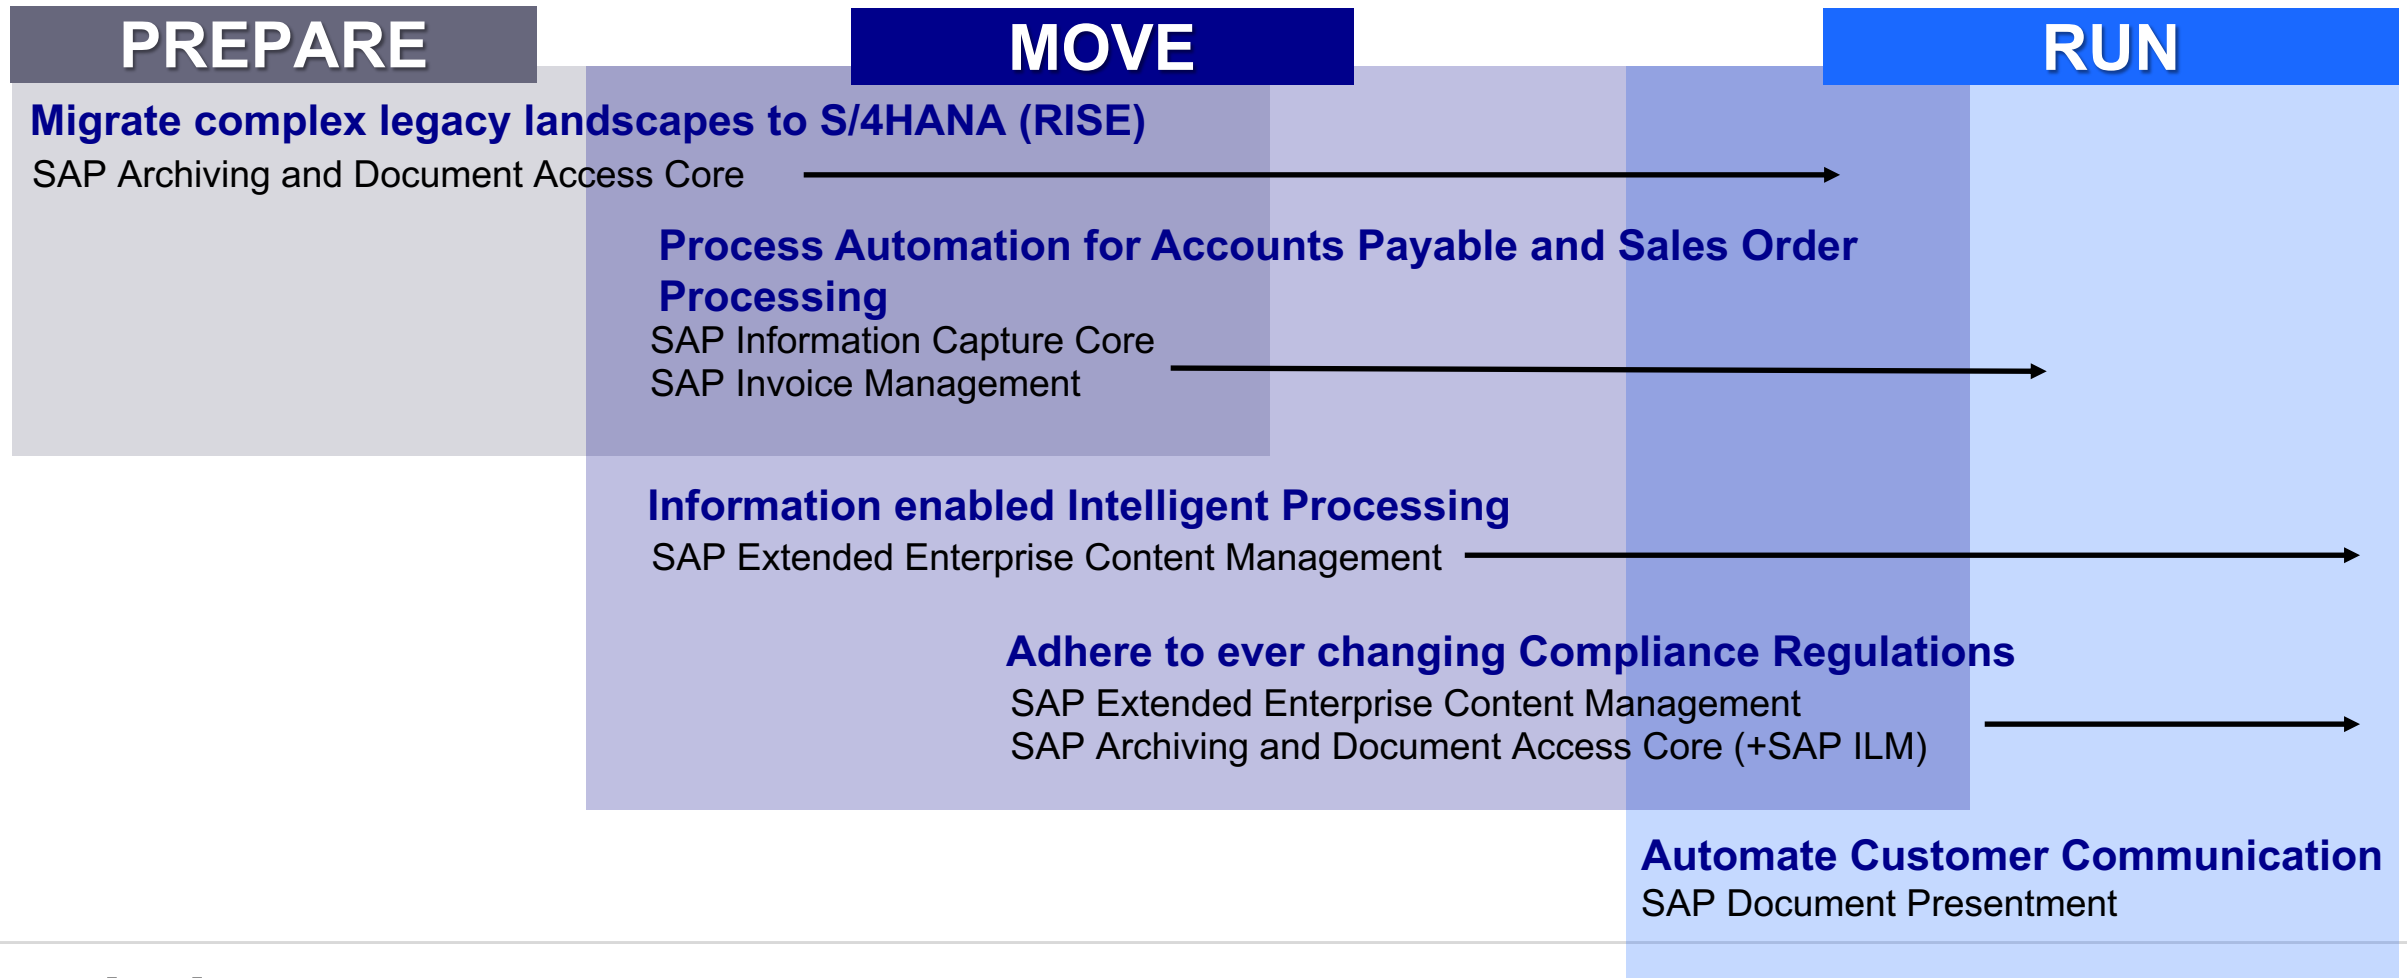 PREPARE
MOVE
RUN
Migrate complex legacy landscapes to S/4HANA (RISE)
SAP Archiving and Document Access Core
Process Automation for Accounts Payable and Sales Order
Processing
SAP Information Capture Core
SAP Invoice Management
Information enabled Intelligent Processing
SAP Extended Enterprise Content Management
Adhere to ever changing Compliance Regulations
SAP Extended Enterprise Content Management
SAP Archiving and Document Access Core (+SAP ILM)
Automate Customer Communication
SAP Document Presentment